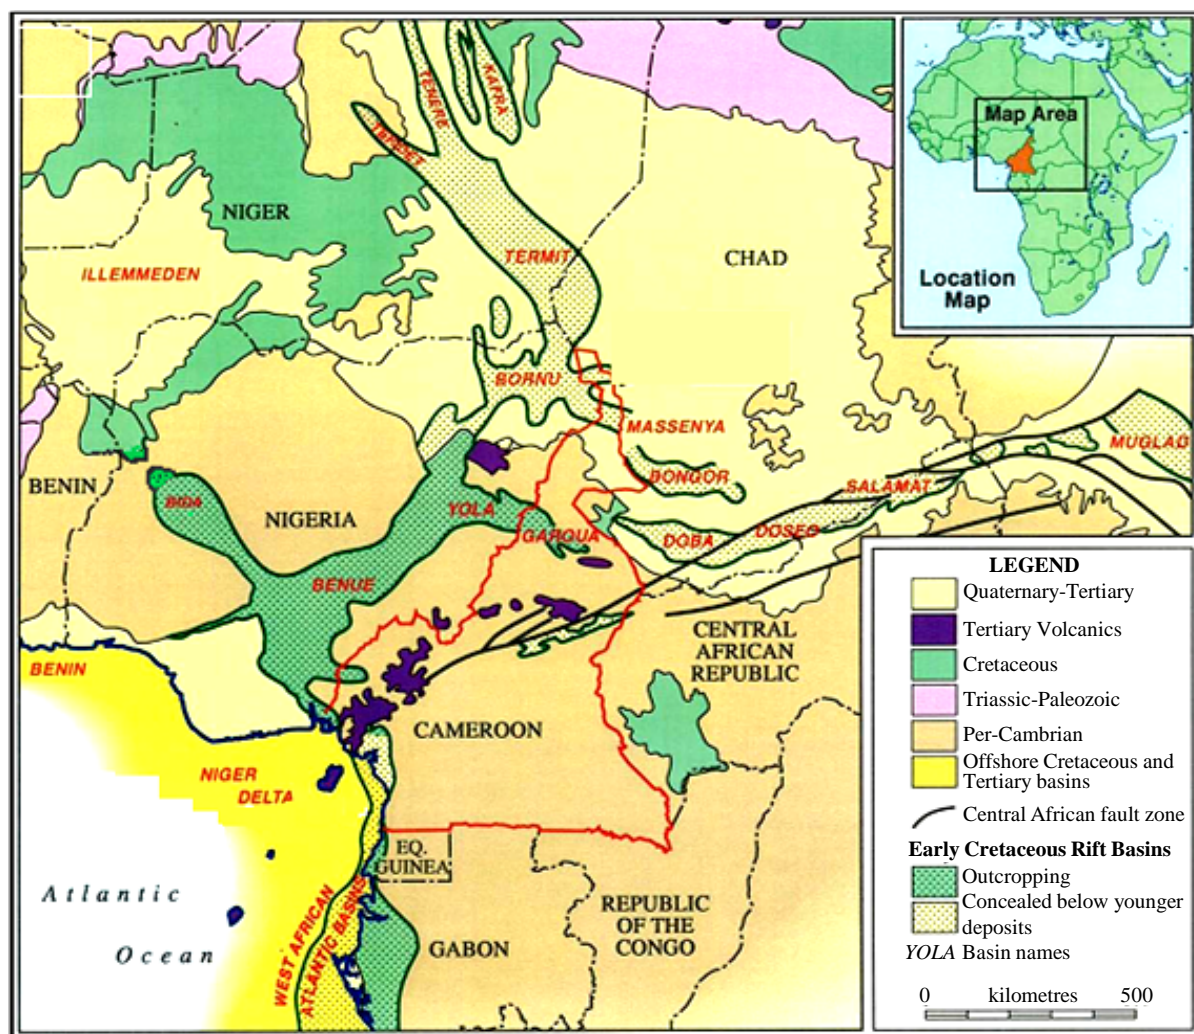 KAFRA
TENERE
TEFIDET
NIGER
CHAD
ILLEMMEDEN
TERMIT
BORNU
MASSENYA
MUGLAD
BENIN
BIDA
NIGERIA
YOLA
BONGOR
SALAMAT
GAROUA
DOBA
DOSEO
BENUE
BENIN
CENTRAL
AFRICAN
REPUBLIC
CAMEROON
NIGER
DELTA
EQ.
GUINEA
Atlantic
Ocean
WEST AFRICAN
ATLANTIC BASINS
GABON
REPUBLIC
OF THE
CONGO
Map Area
Location
Map
LEGEND
Quaternary-Tertiary
Tertiary Volcanics
Cretaceous
Triassic-Paleozoic
Per-Cambrian
Offshore Cretaceous and
Tertiary basins
Central African fault zone
Early Cretaceous Rift Basins
Outcropping
Concealed below younger
deposits
YOLA Basin names
0 kilometres 500